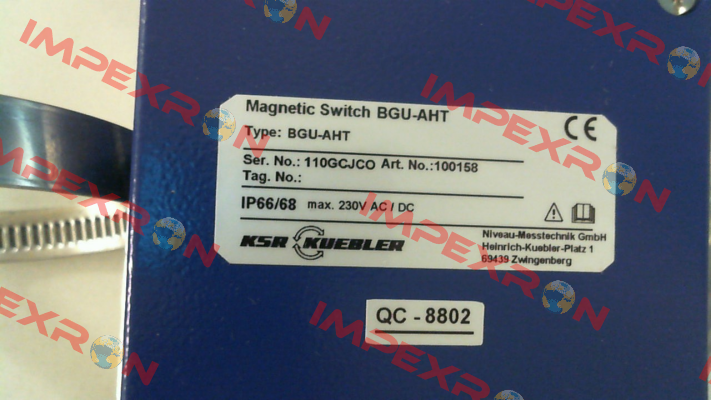 Magnetic Switch BGU-AHT
Type: BGU-AHT
Ser. No.: 110GCJCO Art. No.:100158
Tag. No.:
IP66/68 max. 230V AC / DC
KSR KUEBLER
Niveau-Messtechnik GmbH
Heinrich-Kuebler-Platz 1
69439 Zwingenberg
CE
QC - 8802
IMPEXRON
IMPEXRON
IMPEXRON
IMPEXRON
IMPEXRON